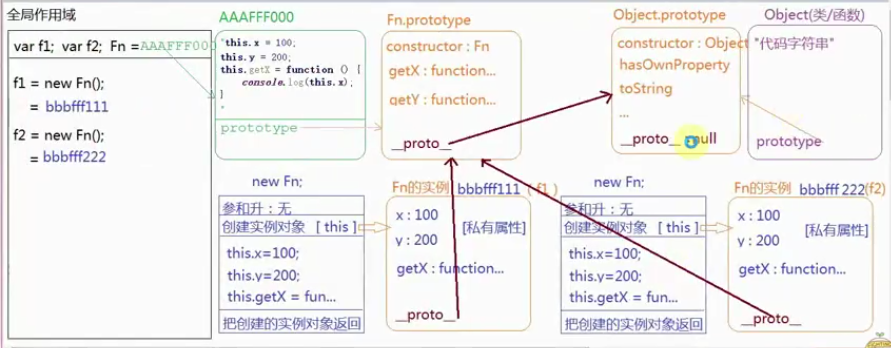 全局作用域
var f1; var f2; Fn =AAAFFF000
f1 = new Fn();
= bbbfff111
f2 = new Fn();
= bbbfff222
AAAFFF000
"this.x = 100;
this.y = 200;
this.getX = function () {
console.log(this.x);
}
"
prototype
Fn.prototype
constructor : Fn
getX : function...
getY : function...
__proto__
Object.prototype
constructor : Object
hasOwnProperty
toString
...
__proto__ null
Object(类/函数)
"代码字符串"
prototype
new Fn;
参和升：无
创建实例对象 [ this ]
this.x=100;
this.y=200;
this.getX = fun...
把创建的实例对象返回
Fn的实例 bbbfff111 ( f1 )
x : 100
y : 200
[私有属性]
getX : function...
__proto__
new Fn;
参和升：无
创建实例对象 [ this ]
this.x=100;
this.y=200;
this.getX = fun...
把创建的实例对象返回
Fn的实例 bbbfff 222(f2)
x : 100
y : 200
[私有属性]
getX : function...
__proto__